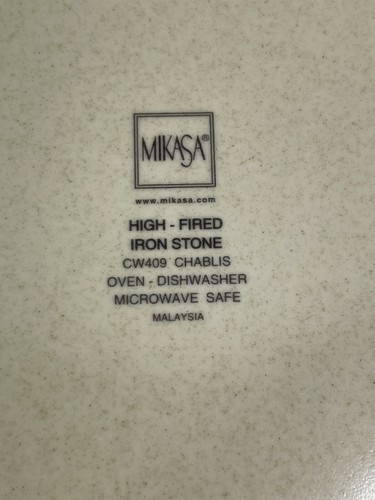 MIKASA®
www.mikasa.com
HIGH - FIRED
IRON STONE
CW409 CHABLIS
OVEN - DISHWASHER
MICROWAVE SAFE
MALAYSIA